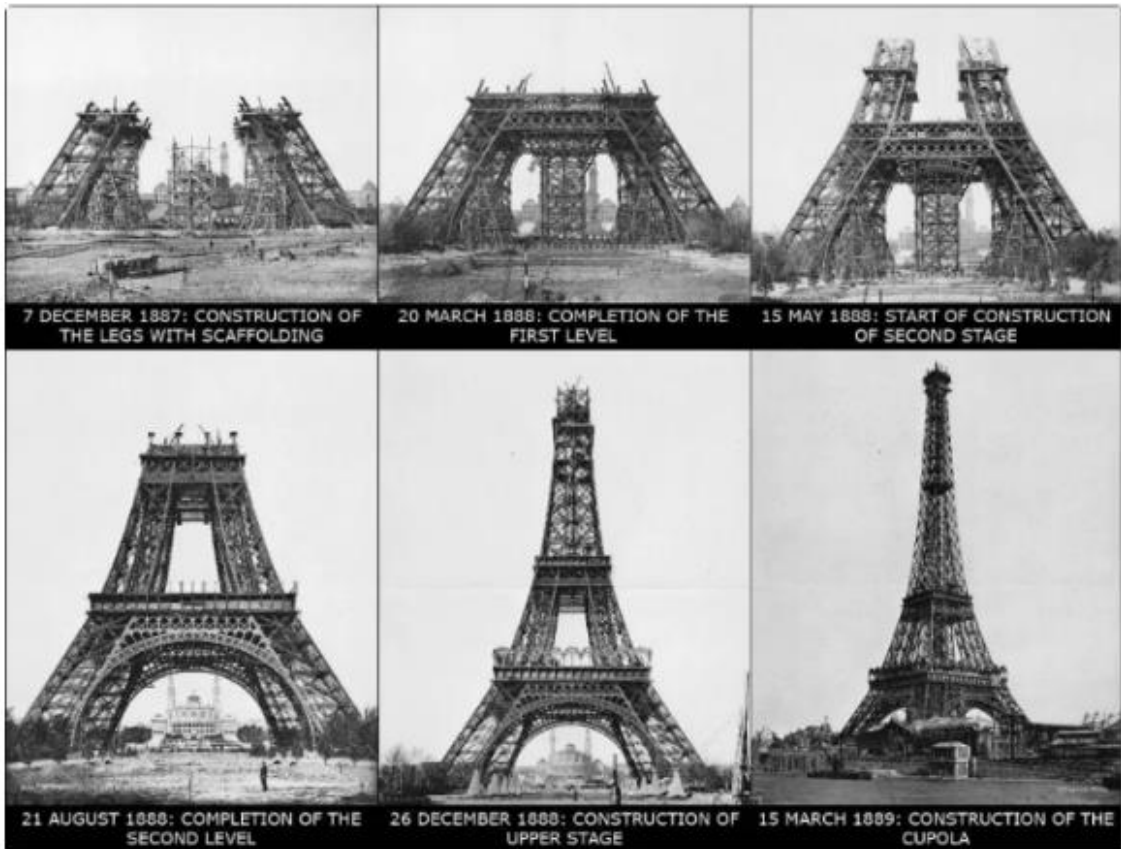 7 DECEMBER 1887: CONSTRUCTION OF
THE LEGS WITH SCAFFOLDING
20 MARCH 1888: COMPLETION OF THE
FIRST LEVEL
15 MAY 1888: START OF CONSTRUCTION
OF SECOND STAGE
21 AUGUST 1888: COMPLETION OF THE
SECOND LEVEL
26 DECEMBER 1888: CONSTRUCTION OF
UPPER STAGE
15 MARCH 1889: CONSTRUCTION OF THE
CUPOLA